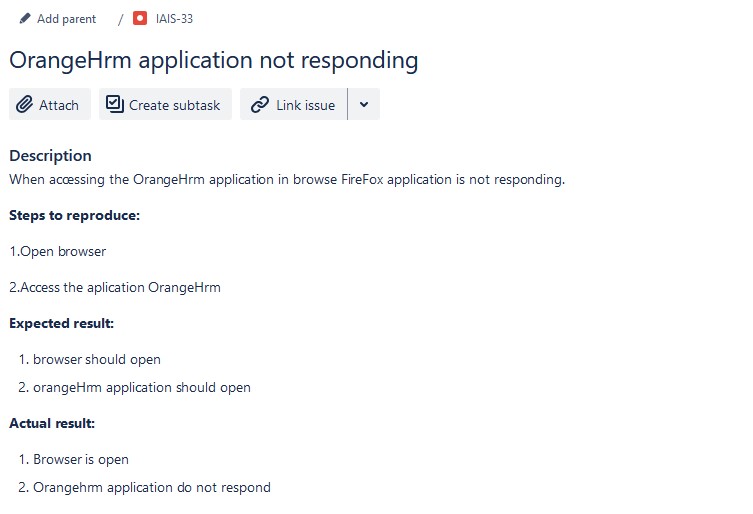 Add parent / IAIS-33
OrangeHrm application not responding
Attach Create subtask Link issue
Description
When accessing the OrangeHrm application in browse FireFox application is not responding.
Steps to reproduce:
1.Open browser
2.Access the aplication OrangeHrm
Expected result:
1. browser should open
2. orangeHrm application should open
Actual result:
1. Browser is open
2. Orangehrm application do not respond